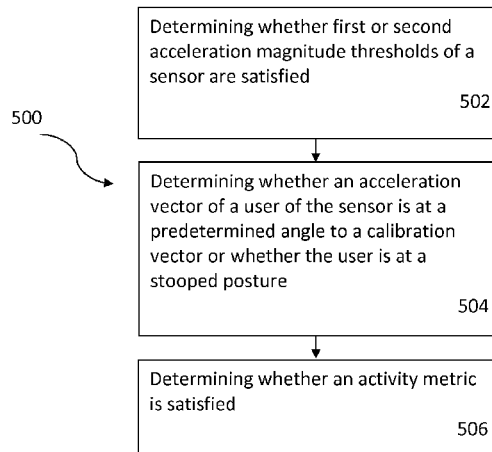 Determining whether first or second
acceleration magnitude thresholds of a
sensor are satisfied
502
500
Determining whether an acceleration
vector of a user of the sensor is at a
predetermined angle to a calibration
vector or whether the user is at a
stooped posture
504
Determining whether an activity metric
is satisfied
506